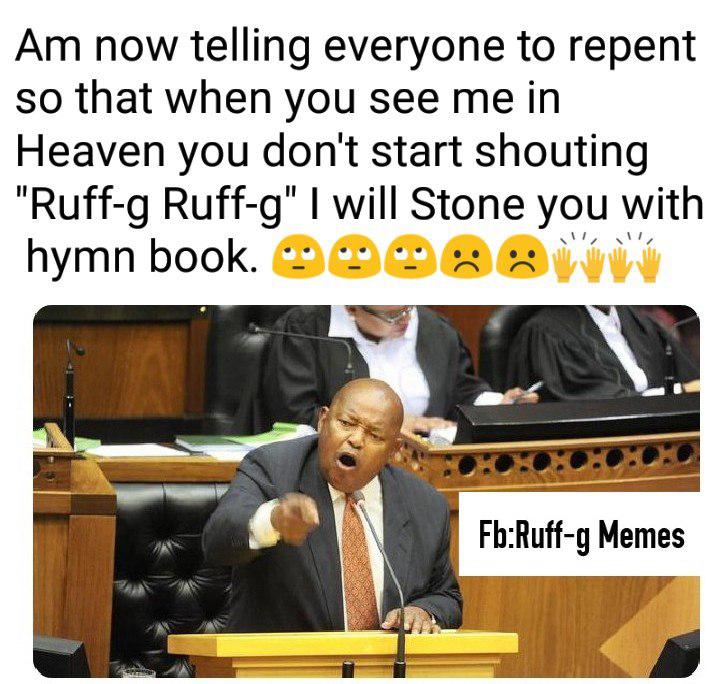 Am now telling everyone to repent
so that when you see me in
Heaven you don't start shouting
"Ruff-g Ruff-g" I will Stone you with
hymn book. 🙄🙄🙄☹️☹️🙌🙌
Fb:Ruff-g Memes